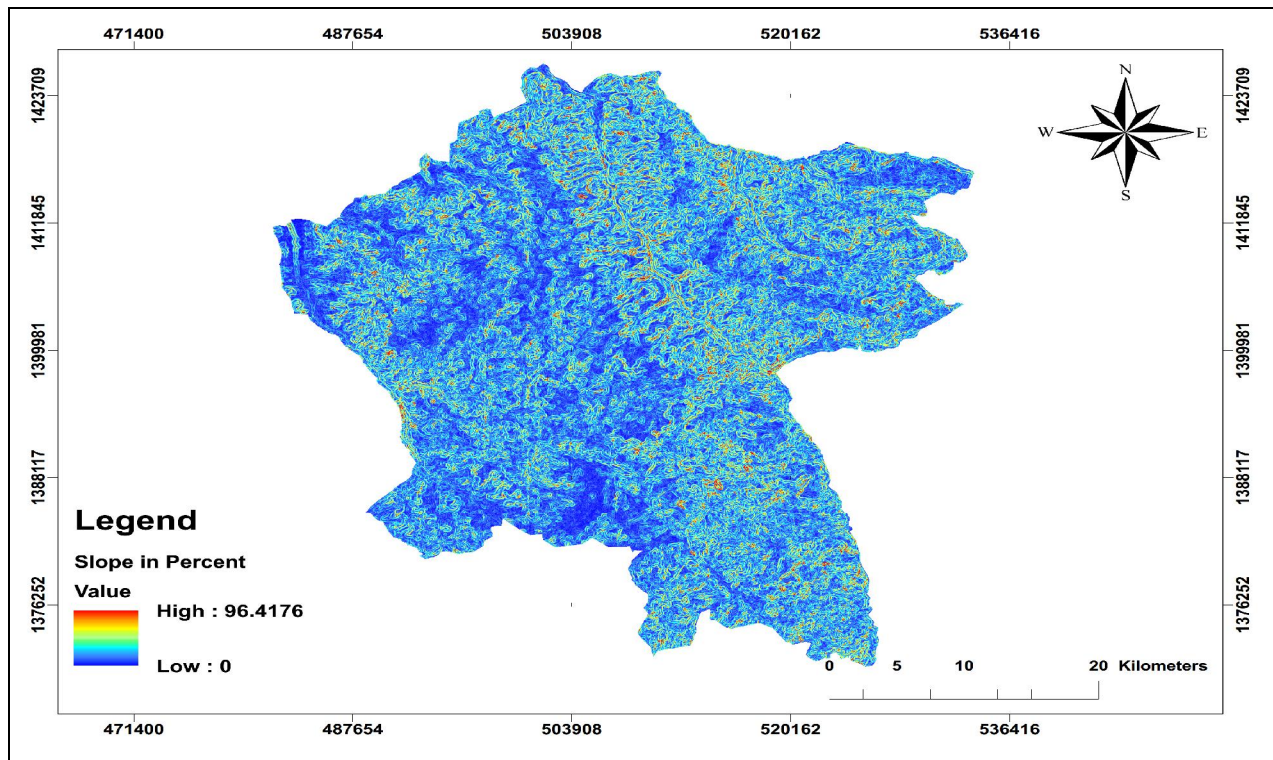 471400 487654 503908 520162 536416
1423709 1423709
N
W E
S
1411845 1411845
1399981 1399981
1388117 1388117
Legend
Slope in Percent
Value
High : 96.4176
Low : 0
1376252 1376252
0 5 10 20 Kilometers
471400 487654 503908 520162 536416